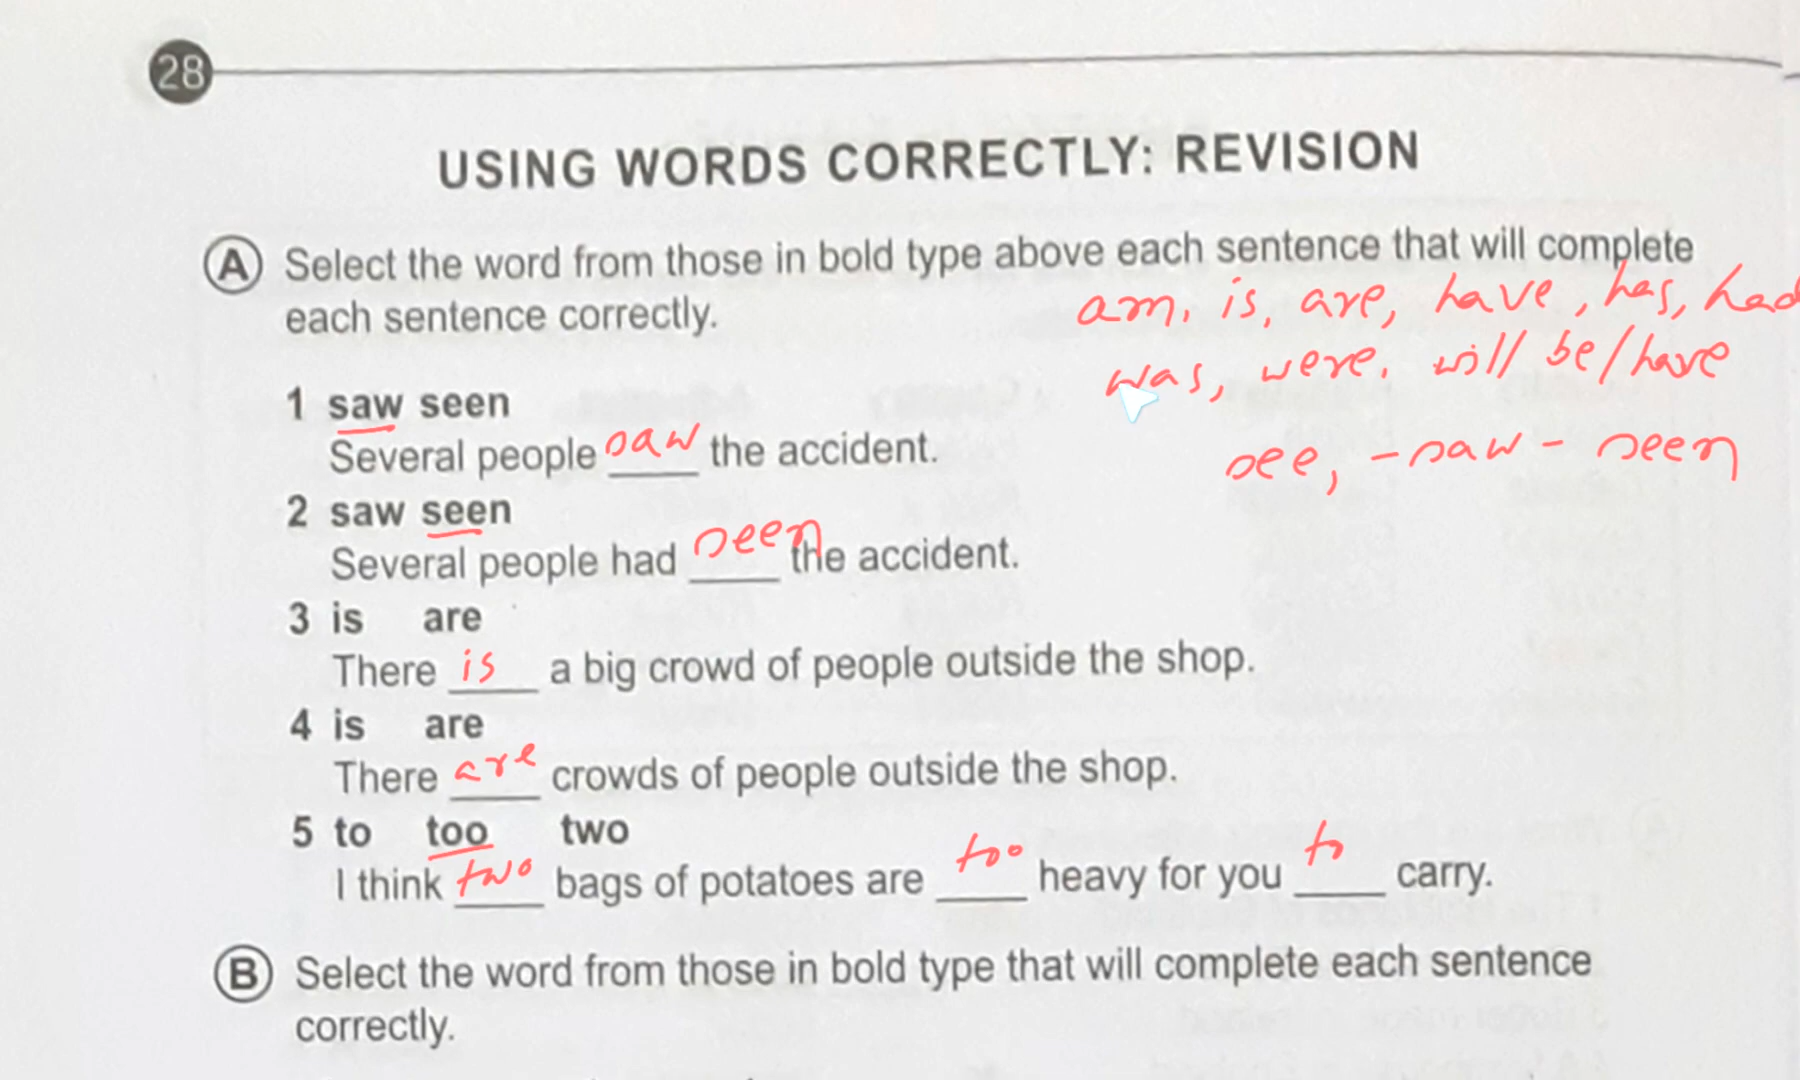 28
USING WORDS CORRECTLY: REVISION
A Select the word from those in bold type above each sentence that will complete
each sentence correctly.
am, is, are, have, has, had
was, were, will be/have
see, - saw - seen
1 saw seen
Several people saw the accident.
2 saw seen
Several people had seen the accident.
3 is are
There is a big crowd of people outside the shop.
4 is are
There are crowds of people outside the shop.
5 to too two
I think two bags of potatoes are too heavy for you to carry.
B Select the word from those in bold type that will complete each sentence
correctly.